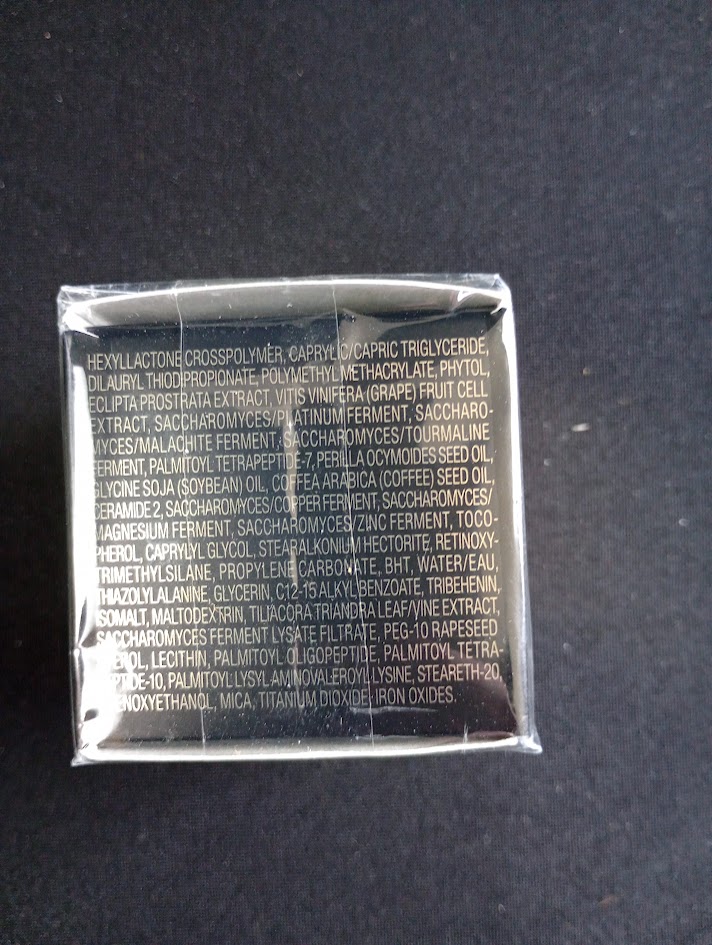 HEXYLLACTONE CROSSPOLYMER, CAPRYLIC/CAPRIC TRIGLYCERIDE,
DILAURYL THIODIPROPIONATE, POLYMETHYL METHACRYLATE, PHYTOL,
ECLIPTA PROSTRATA EXTRACT, VITIS VINIFERA (GRAPE) FRUIT CELL
EXTRACT, SACCHAROMYCES/PLATINUM FERMENT, SACCHARO-
MYCES/MALACHITE FERMENT, SACCHAROMYCES/TOURMALINE
FERMENT, PALMITOYL TETRAPEPTIDE-7, PERILLA OCYMOIDES SEED OIL,
GLYCINE SOJA (SOYBEAN) OIL, COFFEA ARABICA (COFFEE) SEED OIL,
CERAMIDE 2, SACCHAROMYCES/COPPER FERMENT, SACCHAROMYCES/
MAGNESIUM FERMENT, SACCHAROMYCES/ZINC FERMENT, TOCO-
PHEROL, CAPRYLYL GLYCOL, STEARALKONIUM HECTORITE, RETINOXY-
TRIMETHYLSILANE, PROPYLENE CARBONATE, BHT, WATER/EAU,
THIAZOLYLALANINE, GLYCERIN, C12-15 ALKYL BENZOATE, TRIBEHENIN,
ISOMALT, MALTODEXTRIN, TILIACORA TRIANDRA LEAF/VINE EXTRACT,
SACCHAROMYCES FERMENT LYSATE FILTRATE, PEG-10 RAPESEED
LECITHIN, PALMITOYL OLIGOPEPTIDE, PALMITOYL TETRA-
PEPTIDE-10, PALMITOYL LYSYL AMINOVALEROYL LYSINE, STEARETH-20,
PHENOXYETHANOL, MICA, TITANIUM DIOXIDE, IRON OXIDES.